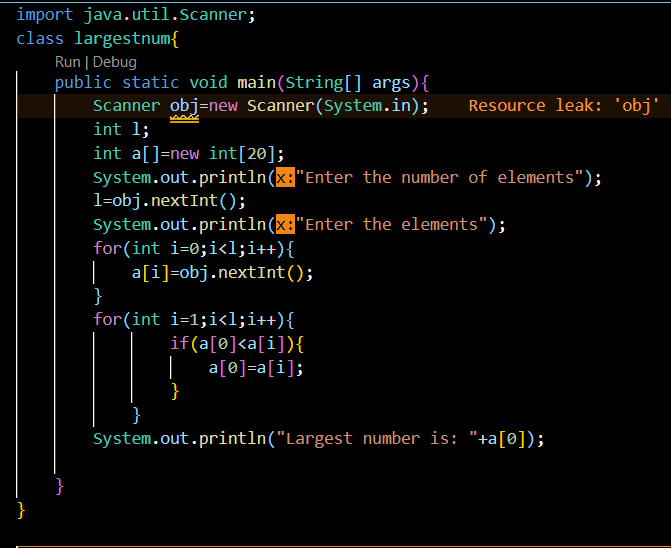 import java.util.Scanner;
class largestnum{
Run | Debug
public static void main(String[] args){
Scanner obj=new Scanner(System.in); Resource leak: 'obj'
int l;
int a[]=new int[20];
System.out.println(x:"Enter the number of elements");
l=obj.nextInt();
System.out.println(x:"Enter the elements");
for(int i=0;i<l;i++){
a[i]=obj.nextInt();
}
for(int i=1;i<l;i++){
if(a[0]<a[i]){
a[0]=a[i];
}
}
System.out.println("Largest number is: "+a[0]);
}
}